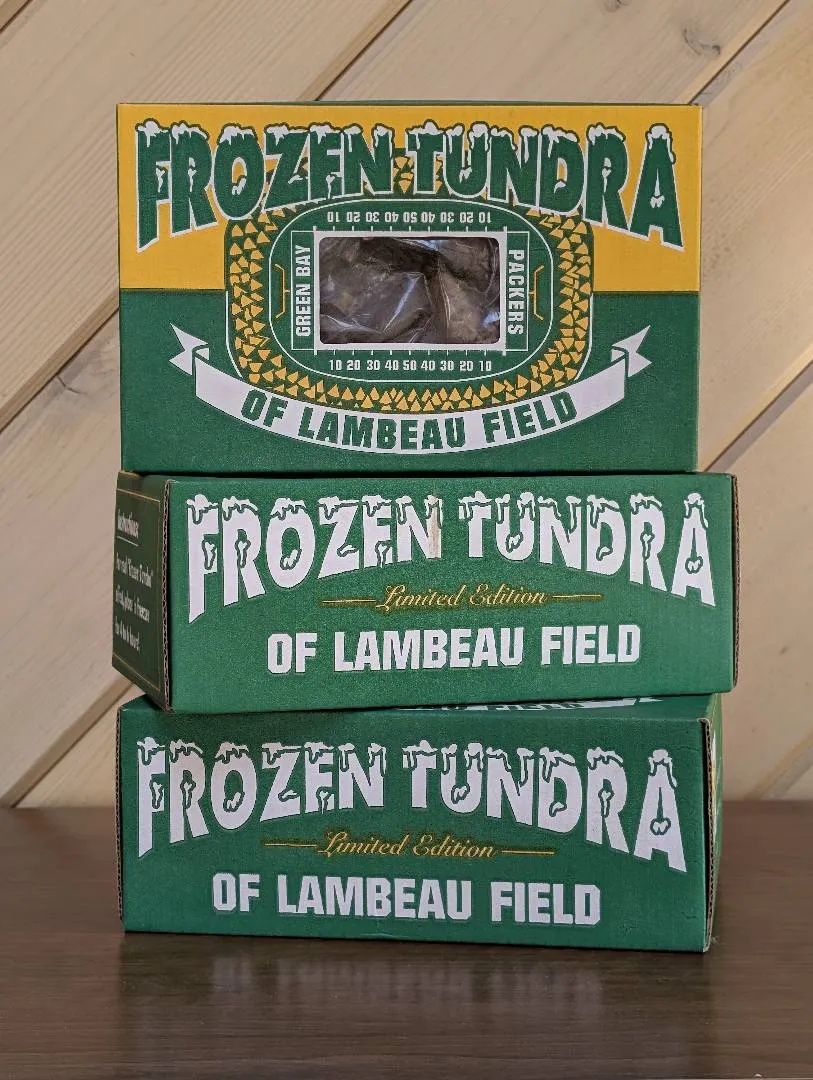 FROZEN TUNDRA
10 20 30 40 50 40 30 20 10
GREEN BAY
PACKERS
10 20 30 40 50 40 30 20 10
OF LAMBEAU FIELD
FROZEN TUNDRA
Limited Edition
OF LAMBEAU FIELD
Instructions:
FROZEN TUNDRA
Limited Edition
OF LAMBEAU FIELD